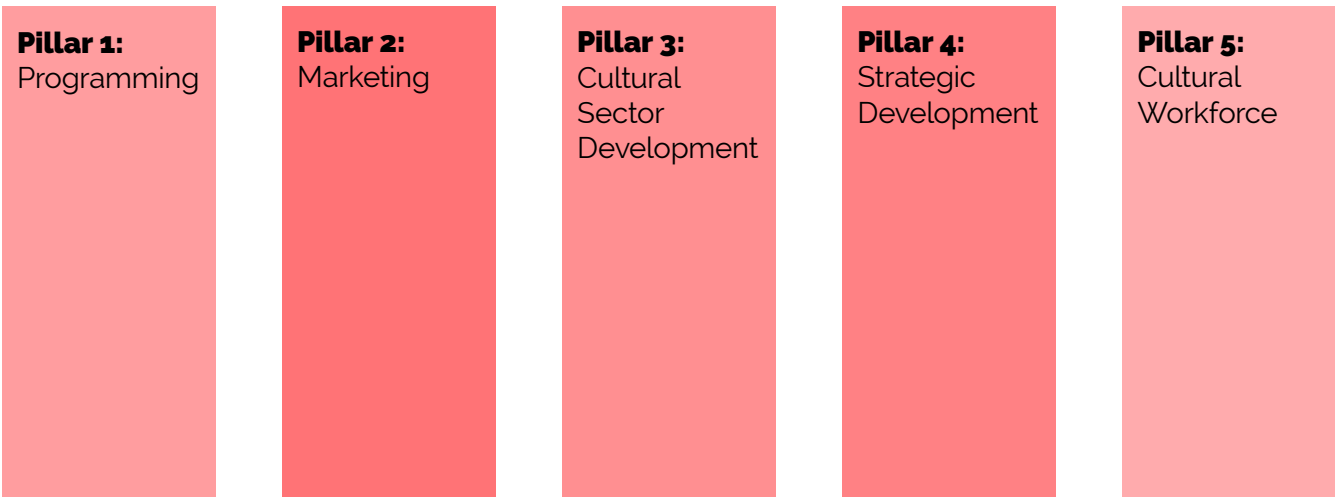 Pillar 1:
Programming
Pillar 2:
Marketing
Pillar 3:
Cultural
Sector
Development
Pillar 4:
Strategic
Development
Pillar 5:
Cultural
Workforce